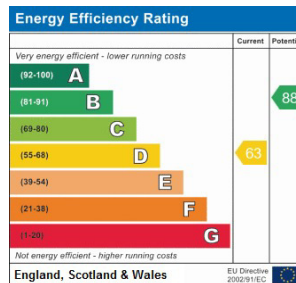 Energy Efficiency Rating
Current Potenti
Very energy efficient - lower running costs
(92-100) A
(81-91) B
88
(69-80) C
(55-68) D
63
(39-54) E
(21-38) F
(1-20) G
Not energy efficient - higher running costs
England, Scotland & Wales
EU Directive
2002/91/EC